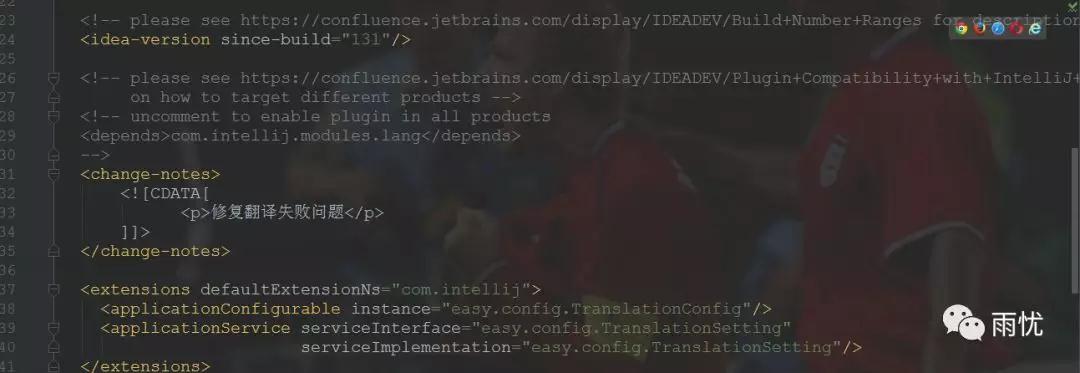 22
23 <!-- please see https://confluence.jetbrains.com/display/IDEADEV/Build+Number+Ranges for description
24 <idea-version since-build="131"/>
25
26 <!-- please see https://confluence.jetbrains.com/display/IDEADEV/Plugin+Compatibility+with+IntelliJ+
27 on how to target different products -->
28 <!-- uncomment to enable plugin in all products
29 <depends>com.intellij.modules.lang</depends>
30 -->
31 <change-notes>
32 <![CDATA[
33 <p>修复翻译失败问题</p>
34 ]]>
35 </change-notes>
36
37 <extensions defaultExtensionNs="com.intellij">
38 <applicationConfigurable instance="easy.config.TranslationConfig"/>
39 <applicationService serviceInterface="easy.config.TranslationSetting"
40 serviceImplementation="easy.config.TranslationSetting"/>
41 </extensions>
雨忧